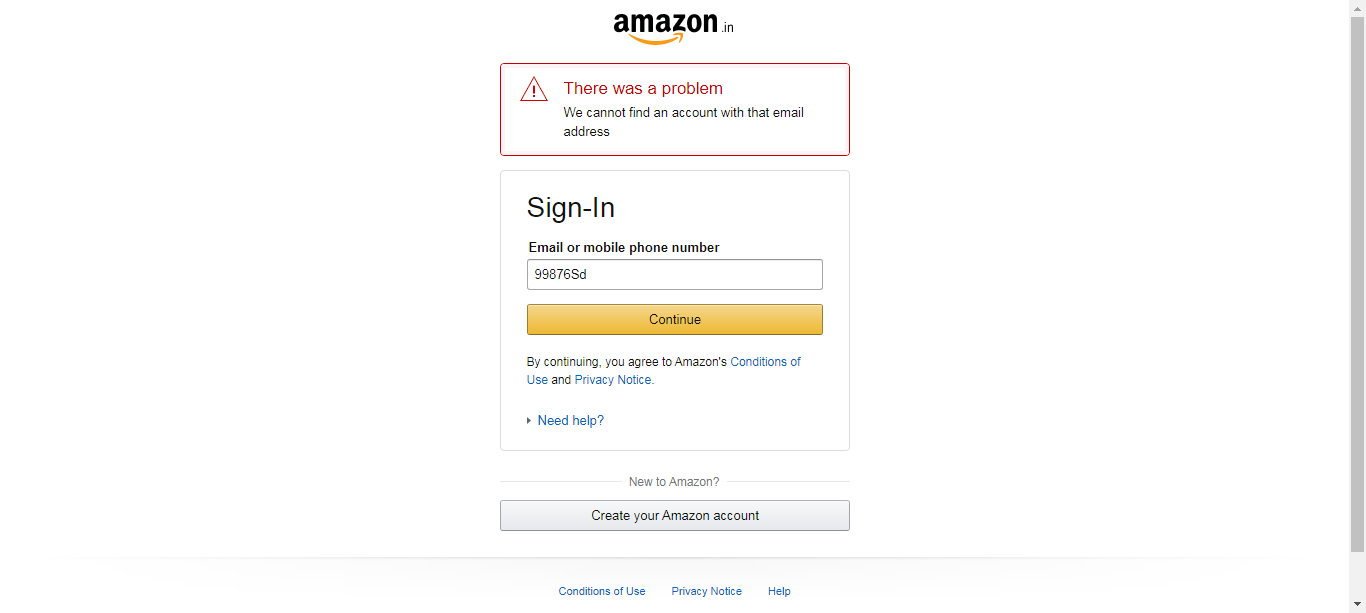 amazon.in
There was a problem
We cannot find an account with that email
address
Sign-In
Email or mobile phone number
99876Sd
Continue
By continuing, you agree to Amazon's Conditions of
Use and Privacy Notice.
Need help?
New to Amazon?
Create your Amazon account
Conditions of Use Privacy Notice Help